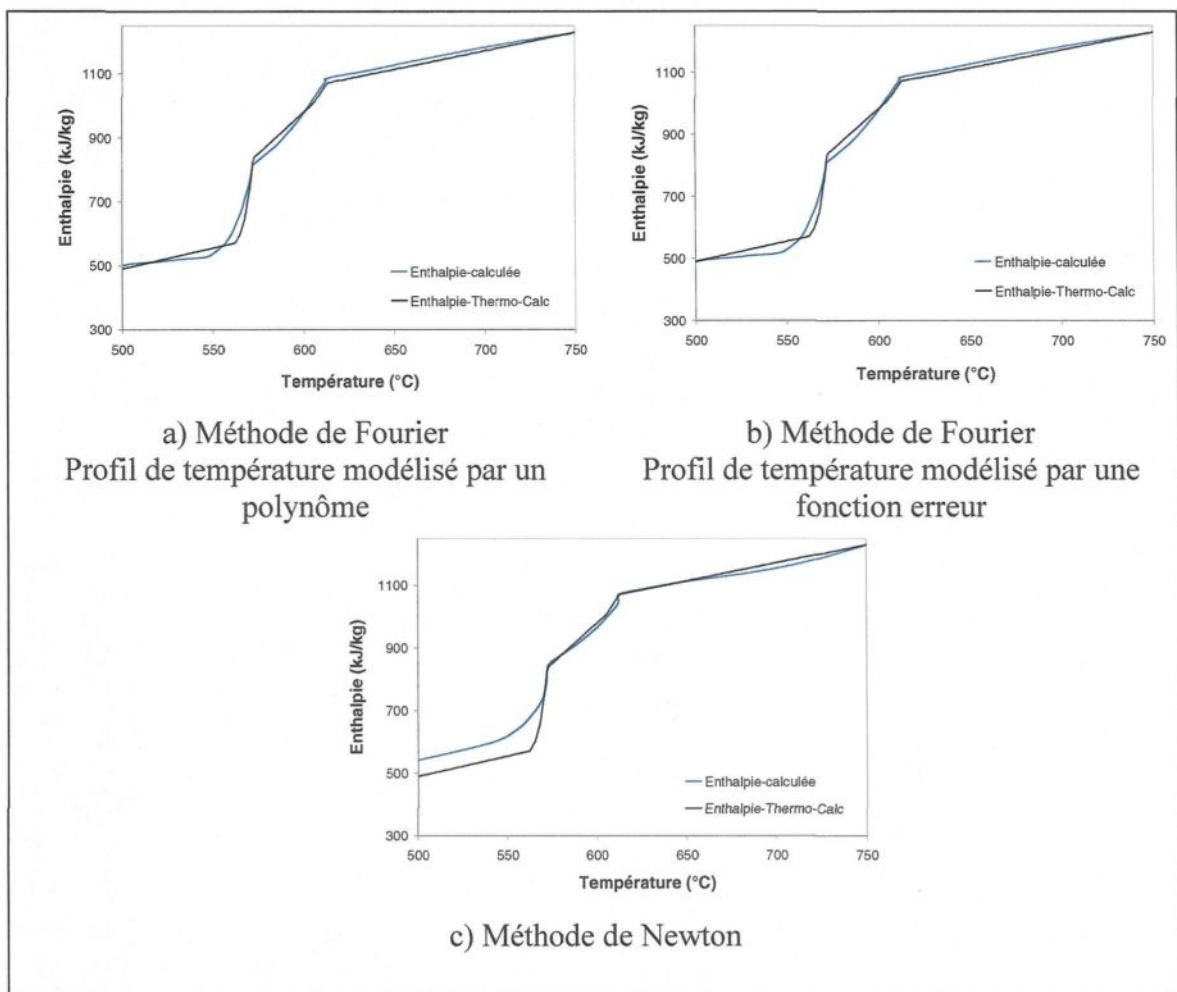 1100
900
700
500
300
Enthalpie (kJ/kg)
Enthalpie-calculée
Enthalpie-Thermo-Calc
500 550 600 650 700 750
Température (°C)
a) Méthode de Fourier
Profil de température modélisé par un
polynôme
1100
900
700
500
300
Enthalpie (kJ/kg)
Enthalpie-calculée
Enthalpie-Thermo-Calc
500 550 600 650 700 750
Température (°C)
b) Méthode de Fourier
Profil de température modélisé par une
fonction erreur
1100
900
700
500
300
Enthalpie (kJ/kg)
Enthalpie-calculée
Enthalpie-Thermo-Calc
500 550 600 650 700 750
Température (°C)
c) Méthode de Newton